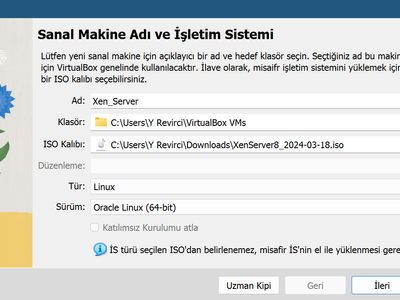 Sanal Makine Adı ve İşletim Sistemi
Lütfen yeni sanal makine için açıklayıcı bir ad ve hedef klasör seçin. Seçtiğiniz ad bu makin
için VirtualBox genelinde kullanılacaktır. İlave olarak, misaifr işletim sistemini yüklemek için
bir ISO kalıbı seçebilirsiniz.
Ad: Xen_Server
Klasör: C:\Users\Y Revirci\VirtualBox VMs
ISO Kalıbı: C:\Users\Y Revirci\Downloads\XenServer8_2024-03-18.iso
Düzenleme:
Tür: Linux
Sürüm: Oracle Linux (64-bit)
Katılımsız Kurulumu atla
İS türü seçilen ISO'dan belirlenemez, misafir İS'nin el ile yüklenmesi gere
Uzman Kipi Geri İleri